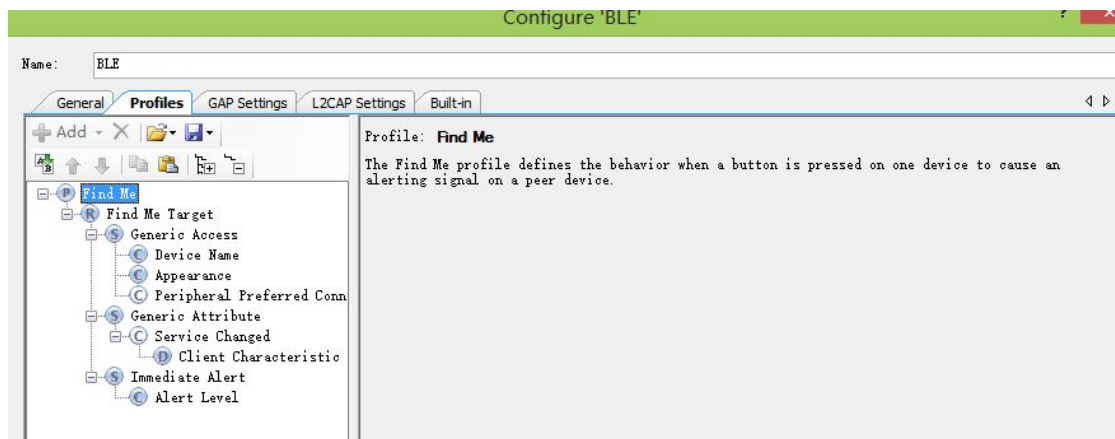 Configure 'BLE'
?
Name:
BLE
General
Profiles
GAP Settings
L2CAP Settings
Built-in
Add
Profile: Find Me
The Find Me profile defines the behavior when a button is pressed on one device to cause an
alerting signal on a peer device.
P Find Me
R Find Me Target
S Generic Access
C Device Name
C Appearance
C Peripheral Preferred Conn
S Generic Attribute
C Service Changed
D Client Characteristic
S Immediate Alert
C Alert Level